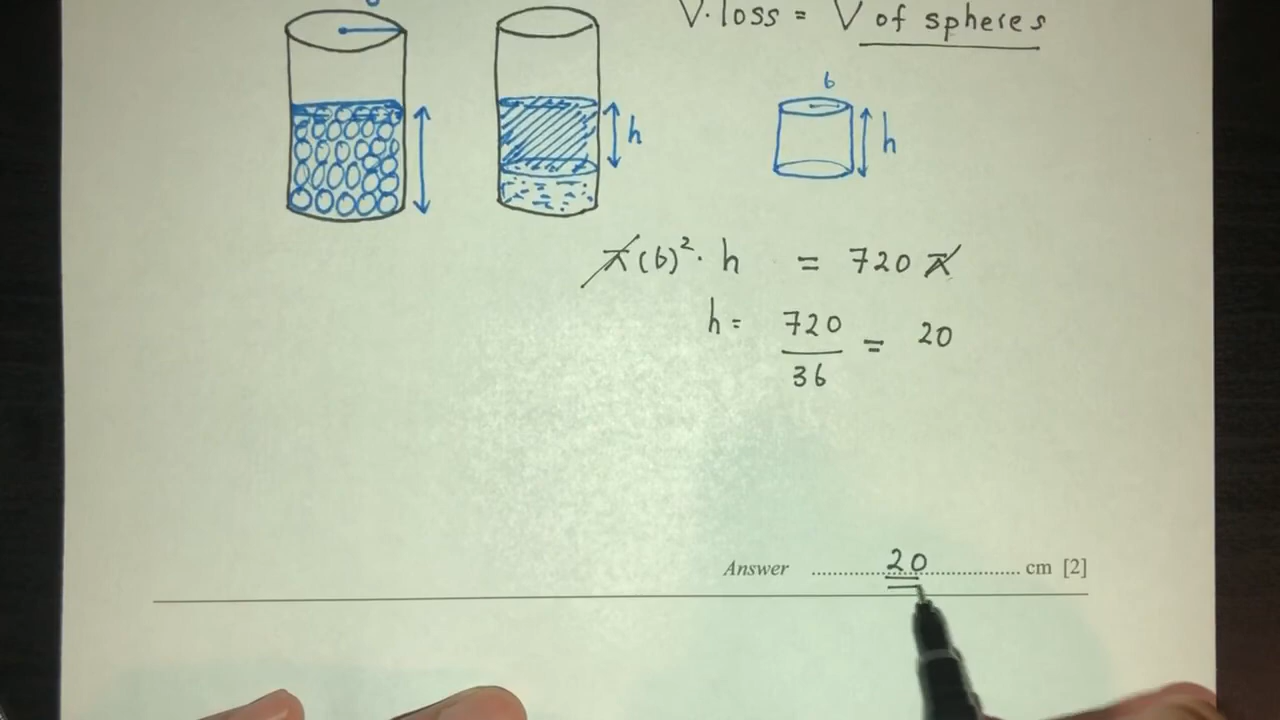 V. loss = V of spheres
h
6
h
π(6)². h = 720 π
h = 720/36 = 20
Answer ..........20.......... cm [2]